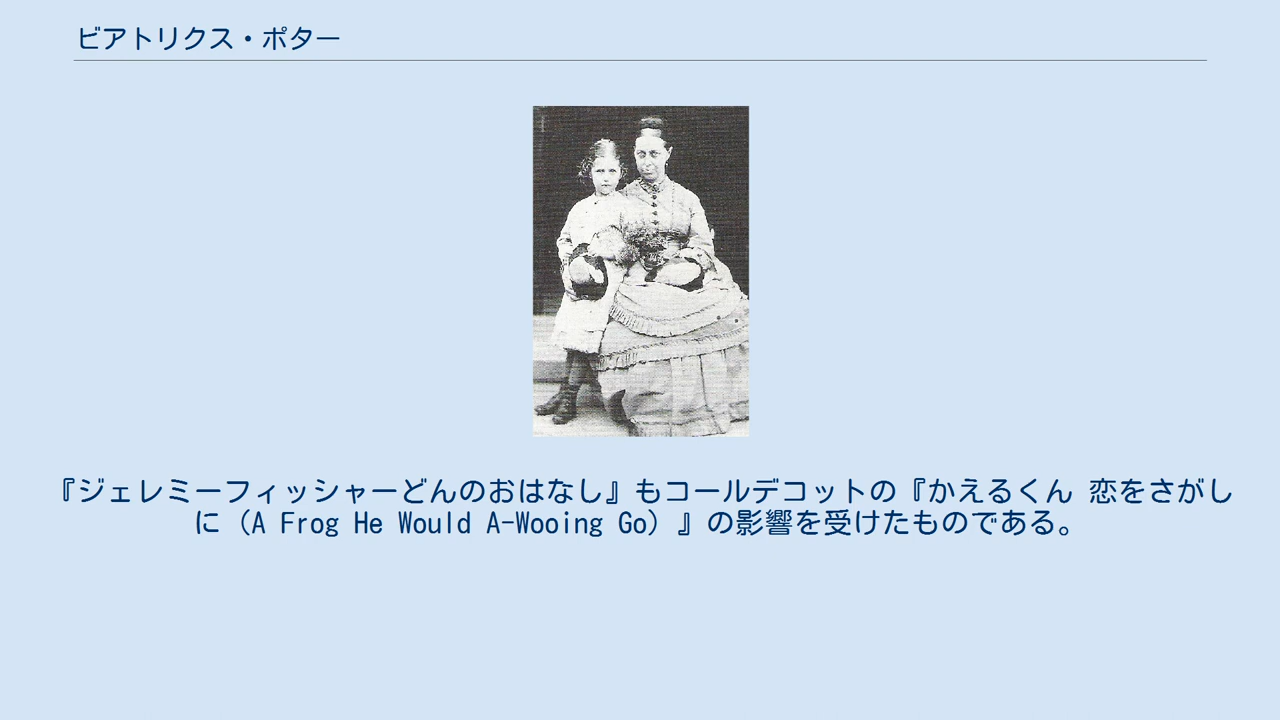 ビアトリクス・ポター
『ジェレミーフィッシャーどんのおはなし』もコールデコットの『かえるくん 恋をさがし
に（A Frog He Would A-Wooing Go）』の影響を受けたものである。